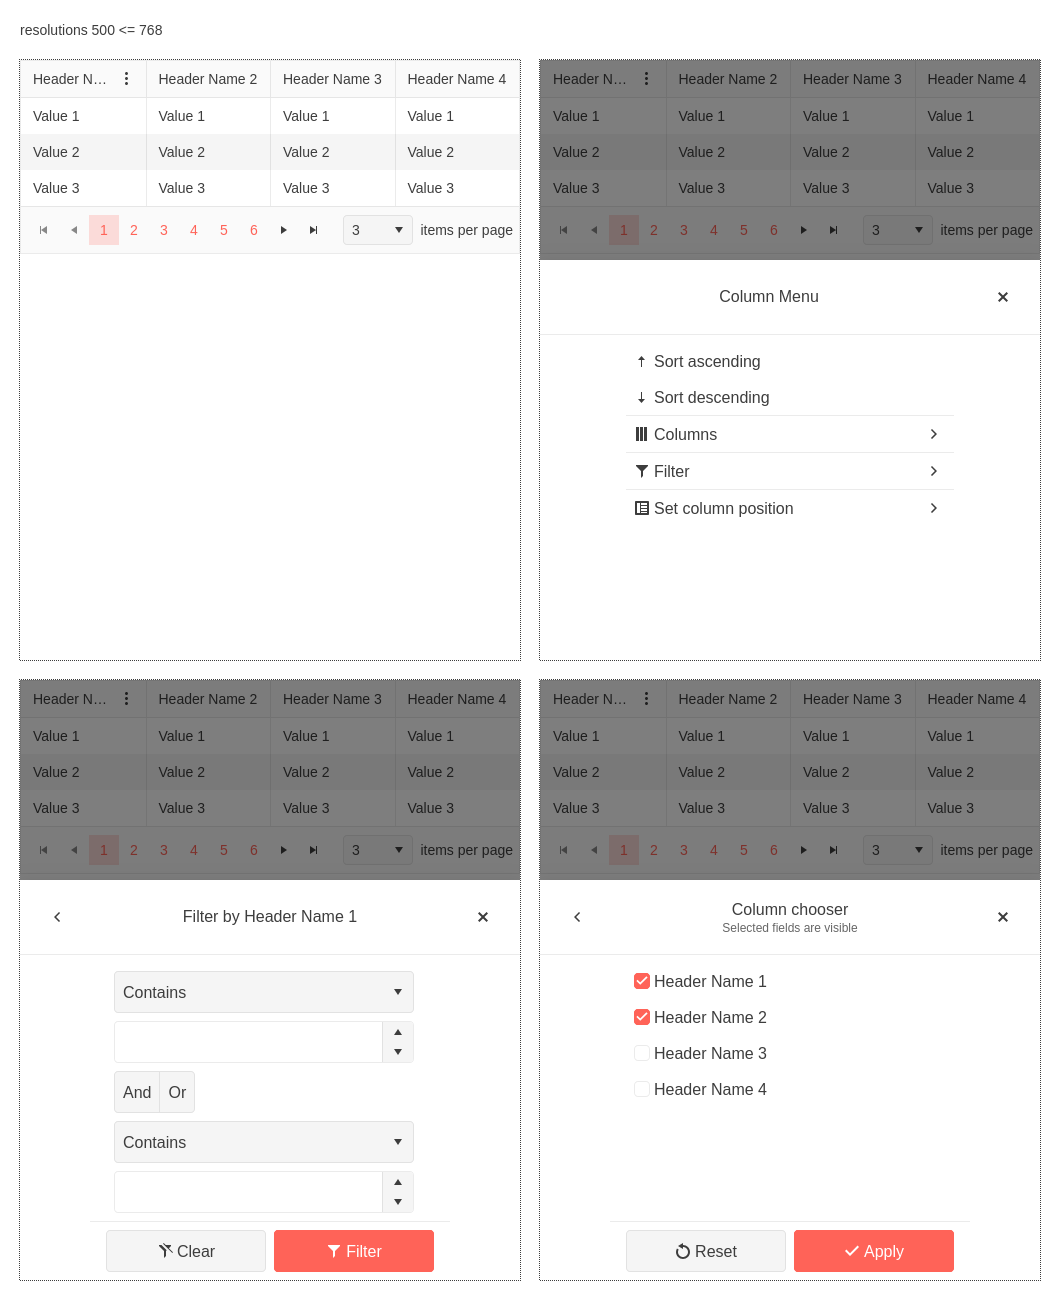 resolutions 500 <= 768
Header N... Header Name 2 Header Name 3 Header Name 4
Value 1 Value 1 Value 1 Value 1
Value 2 Value 2 Value 2 Value 2
Value 3 Value 3 Value 3 Value 3
1 2 3 4 5 6 3 items per page
Header N... Header Name 2 Header Name 3 Header Name 4
Value 1 Value 1 Value 1 Value 1
Value 2 Value 2 Value 2 Value 2
Value 3 Value 3 Value 3 Value 3
1 2 3 4 5 6 3 items per page
Column Menu
Sort ascending
Sort descending
Columns
Filter
Set column position
Header N... Header Name 2 Header Name 3 Header Name 4
Value 1 Value 1 Value 1 Value 1
Value 2 Value 2 Value 2 Value 2
Value 3 Value 3 Value 3 Value 3
1 2 3 4 5 6 3 items per page
Filter by Header Name 1
Contains
And Or
Contains
Clear Filter
Header N... Header Name 2 Header Name 3 Header Name 4
Value 1 Value 1 Value 1 Value 1
Value 2 Value 2 Value 2 Value 2
Value 3 Value 3 Value 3 Value 3
1 2 3 4 5 6 3 items per page
Column chooser
Selected fields are visible
Header Name 1
Header Name 2
Header Name 3
Header Name 4
Reset Apply